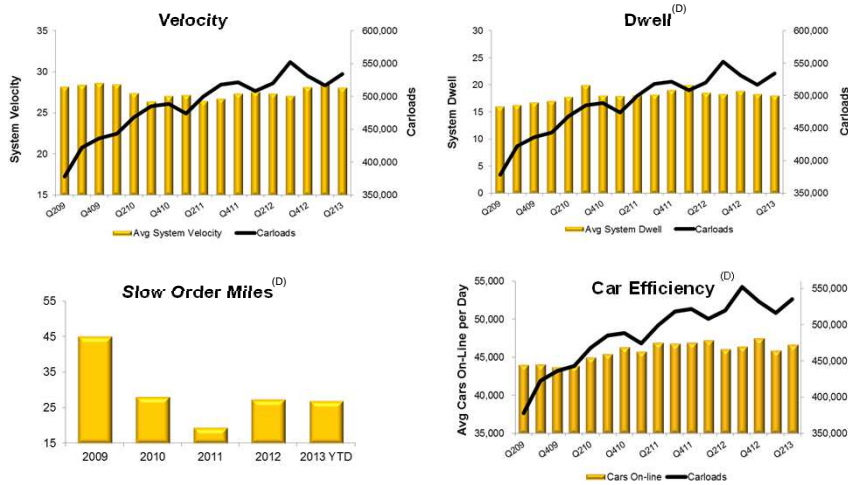 Velocity
35
30
25
20
15
600,000
550,000
500,000
450,000
400,000
350,000
System Velocity
Carloads
Q209
Q409
Q210
Q410
Q211
Q411
Q212
Q412
Q213
Avg System Velocity
Carloads
Dwell(D)
30
25
20
15
10
5
0
600,000
550,000
500,000
450,000
400,000
350,000
System Dwell
Carloads
Q209
Q409
Q210
Q410
Q211
Q411
Q212
Q412
Q213
Avg System Dwell
Carloads
Slow Order Miles(D)
55
45
35
25
15
2009
2010
2011
2012
2013 YTD
Car Efficiency (D)
55,000
50,000
45,000
40,000
35,000
550,000
500,000
450,000
400,000
350,000
Avg Cars On-Line per Day
Carloads
Q209
Q409
Q210
Q410
Q211
Q411
Q212
Q412
Q213
Cars On-line
Carloads